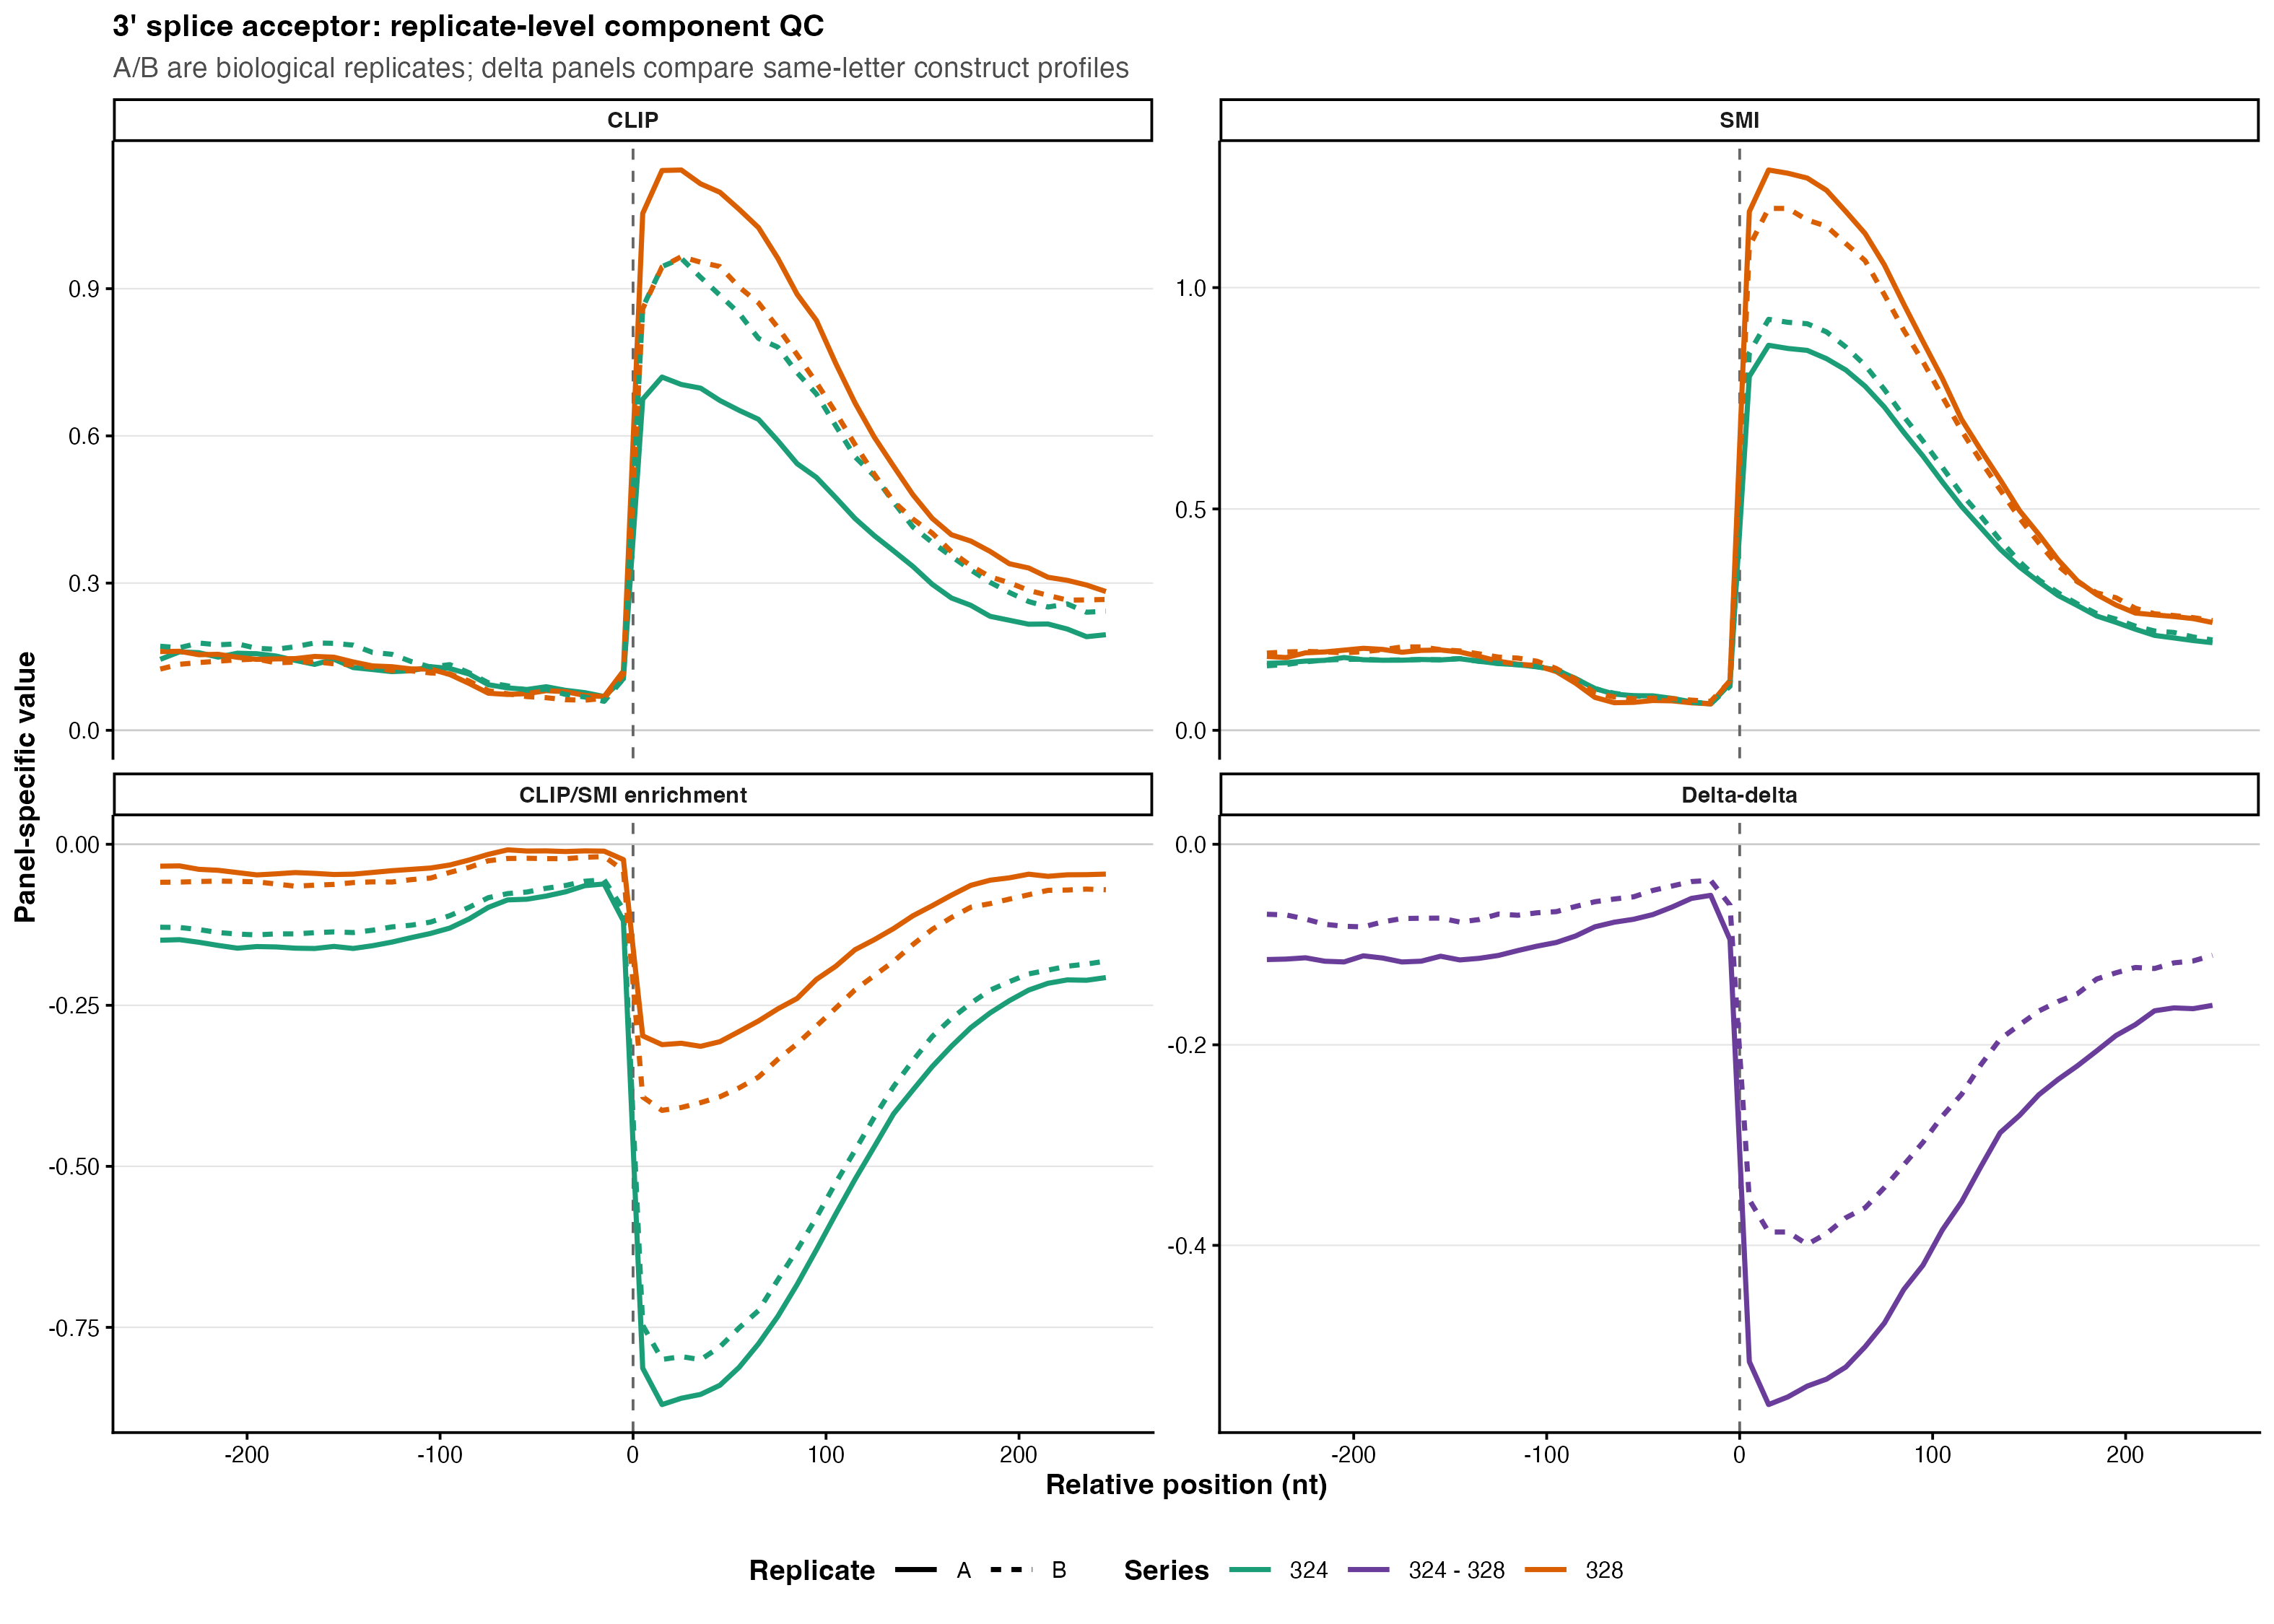 3' splice acceptor: replicate-level component QC
A/B are biological replicates; delta panels compare same-letter construct profiles
CLIP
SMI
0.9
0.6
0.3
0.0
1.0
0.5
0.0
Panel-specific value
CLIP/SMI enrichment
Delta-delta
0.00
-0.25
-0.50
-0.75
0.0
-0.2
-0.4
-200 -100 0 100 200
-200 -100 0 100 200
Relative position (nt)
Replicate A B Series 324 324 - 328 328